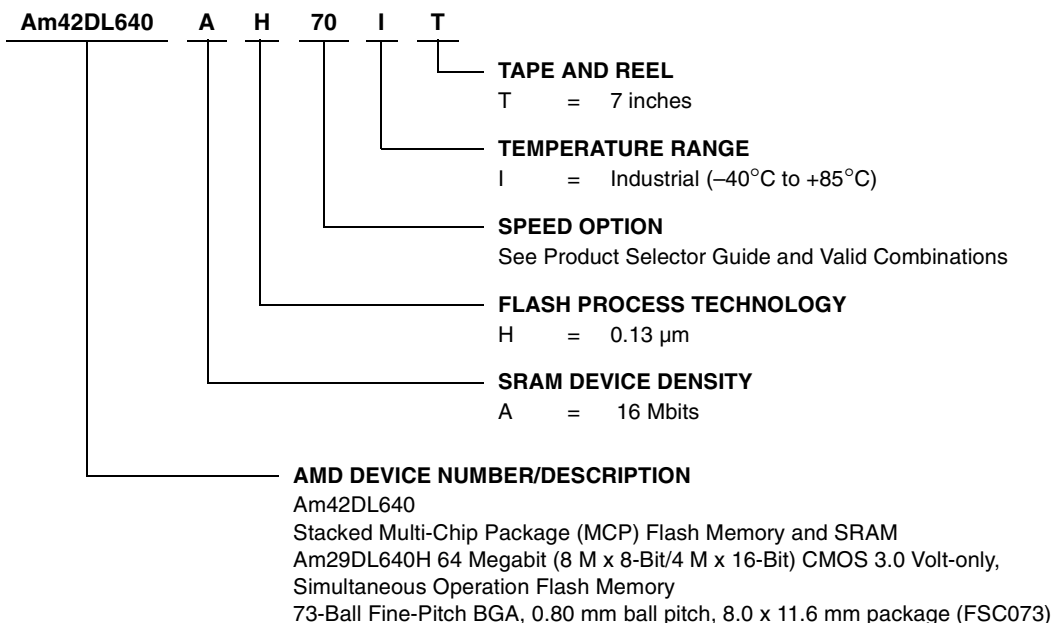 Am42DL640 A H 70 I T
TAPE AND REEL
T = 7 inches
TEMPERATURE RANGE
I = Industrial (–40°C to +85°C)
SPEED OPTION
See Product Selector Guide and Valid Combinations
FLASH PROCESS TECHNOLOGY
H = 0.13 µm
SRAM DEVICE DENSITY
A = 16 Mbits
AMD DEVICE NUMBER/DESCRIPTION
Am42DL640
Stacked Multi-Chip Package (MCP) Flash Memory and SRAM
Am29DL640H 64 Megabit (8 M x 8-Bit/4 M x 16-Bit) CMOS 3.0 Volt-only,
Simultaneous Operation Flash Memory
73-Ball Fine-Pitch BGA, 0.80 mm ball pitch, 8.0 x 11.6 mm package (FSC073)